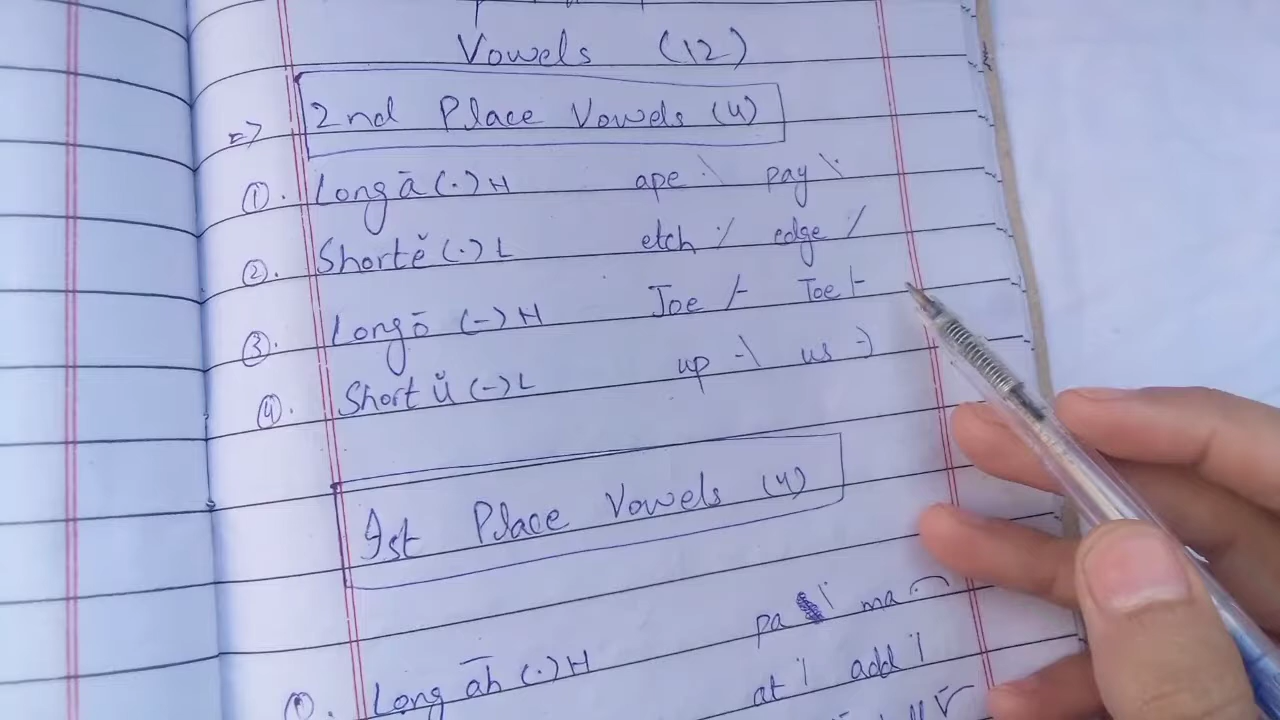 Vowels (12)
=> 2nd Place Vowels (4)
①. Long ā (·) H ape pay
②. Short ĕ (·) L etch edge
③. Long ō (-) H Joe Toe
④. Short ŭ (-) L up us
1st Place Vowels (4)
①. Long āh (·) H pa ma
at add